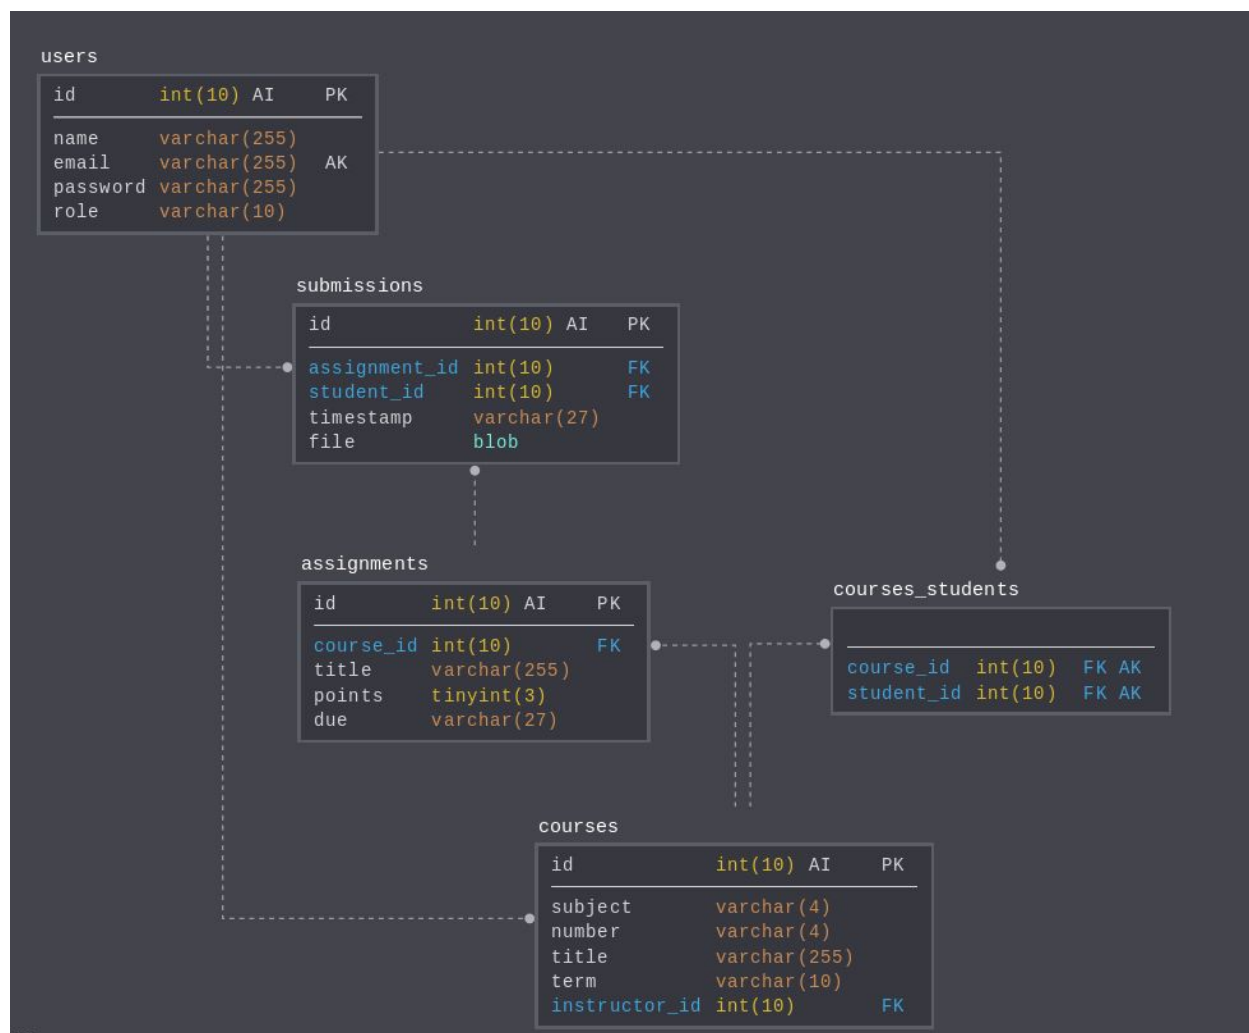 users
id int(10) AI PK
name varchar(255)
email varchar(255) AK
password varchar(255)
role varchar(10)
submissions
id int(10) AI PK
assignment_id int(10) FK
student_id int(10) FK
timestamp varchar(27)
file blob
assignments
id int(10) AI PK
course_id int(10) FK
title varchar(255)
points tinyint(3)
due varchar(27)
courses_students
course_id int(10) FK AK
student_id int(10) FK AK
courses
id int(10) AI PK
subject varchar(4)
number varchar(4)
title varchar(255)
term varchar(10)
instructor_id int(10) FK